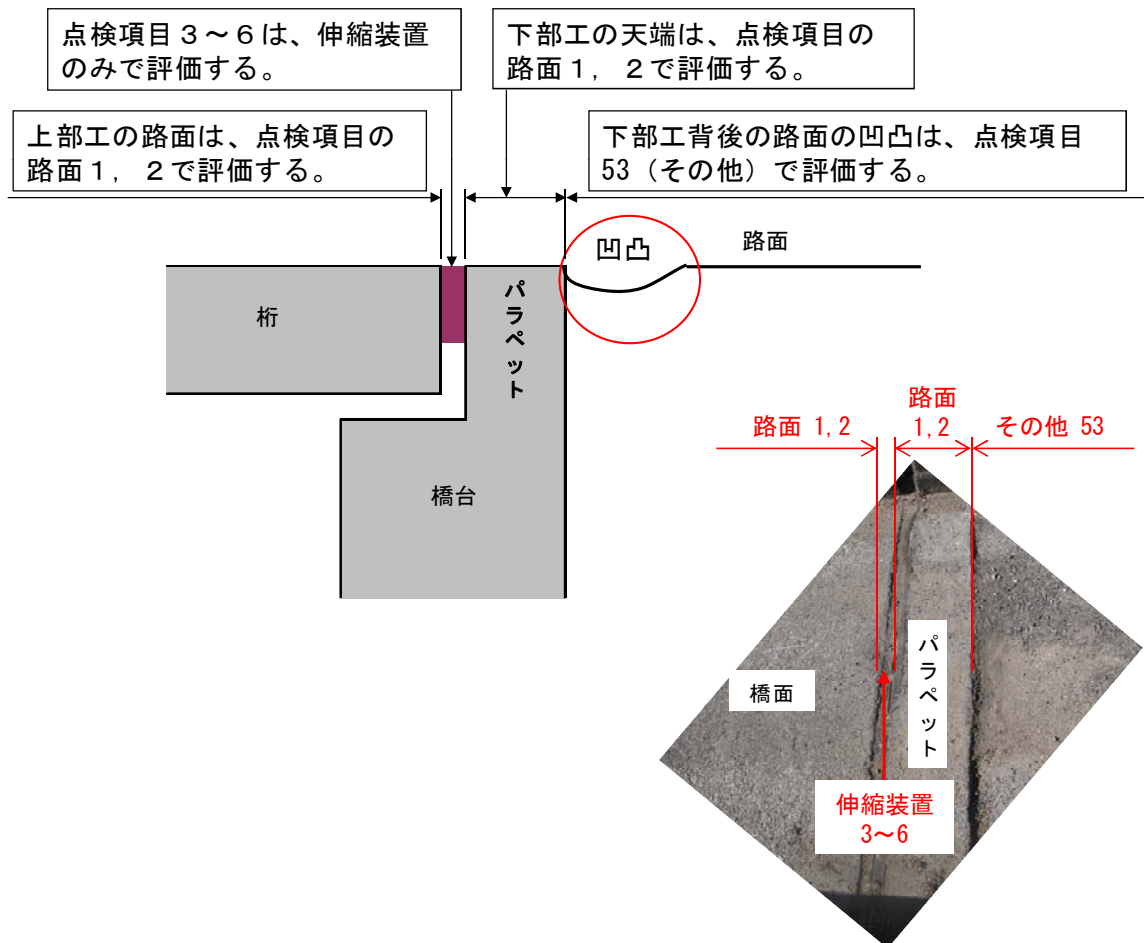 点検項目３～６は、伸縮装置
のみで評価する。
下部工の天端は、点検項目の
路面１，２で評価する。
上部工の路面は、点検項目の
路面１，２で評価する。
下部工背後の路面の凹凸は、点検項目
53（その他）で評価する。
凹凸
路面
桁
パラペット
橋台
路面 1,2
路面
1,2
その他 53
橋面
パラペット
伸縮装置
3～6